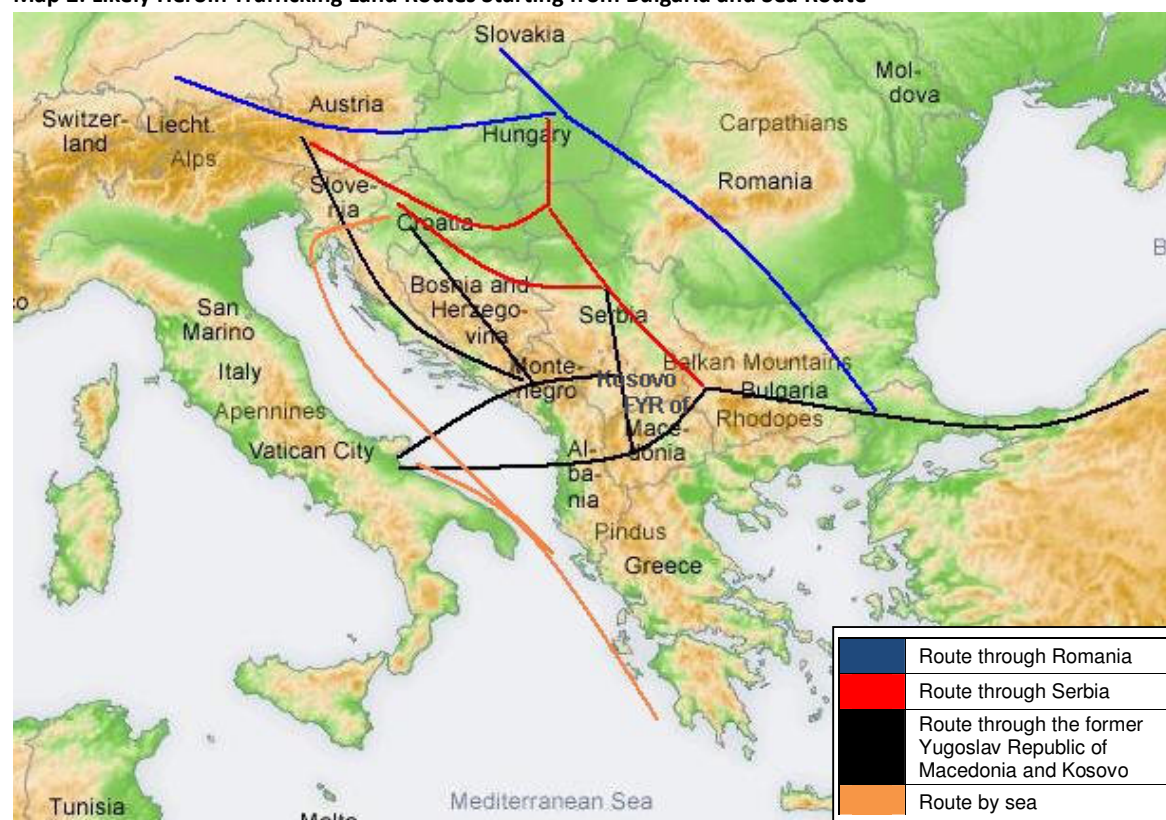 Map 2: Likely Heroin Trafficking Land Routes Starting from Bulgaria and Sea Route
Slovakia
Mol-
dova
Austria
Switzer-
land
Liecht.
Hungary
Carpathians
Alps
Romania
Slove-
nia
Croatia
B
Bosnia and
Herzego-
vina
co
San
Marino
Serbia
Italy
Monte-
negro
Balkan Mountains
Kosovo
Bulgaria
FYR of
Mace-
donia
Rhodopes
Apennines
Vatican City
Al-
ba-
nia
Pindus
Greece
Route through Romania
Route through Serbia
Route through the former
Yugoslav Republic of
Macedonia and Kosovo
Route by sea
Mediterranean Sea
Tunisia
Malta